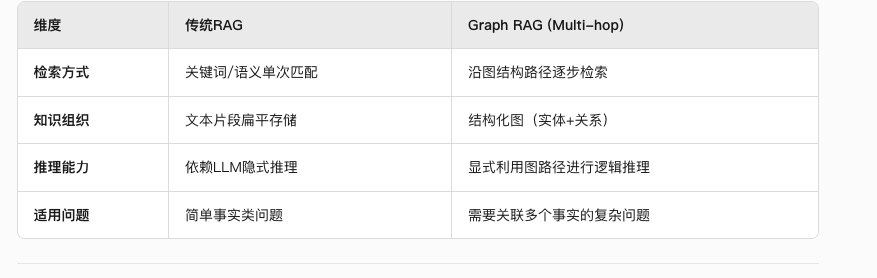 维度 传统RAG Graph RAG (Multi-hop)
检索方式 关键词/语义单次匹配 沿图结构路径逐步检索
知识组织 文本片段扁平存储 结构化图（实体+关系）
推理能力 依赖LLM隐式推理 显式利用图路径进行逻辑推理
适用问题 简单事实类问题 需要关联多个事实的复杂问题